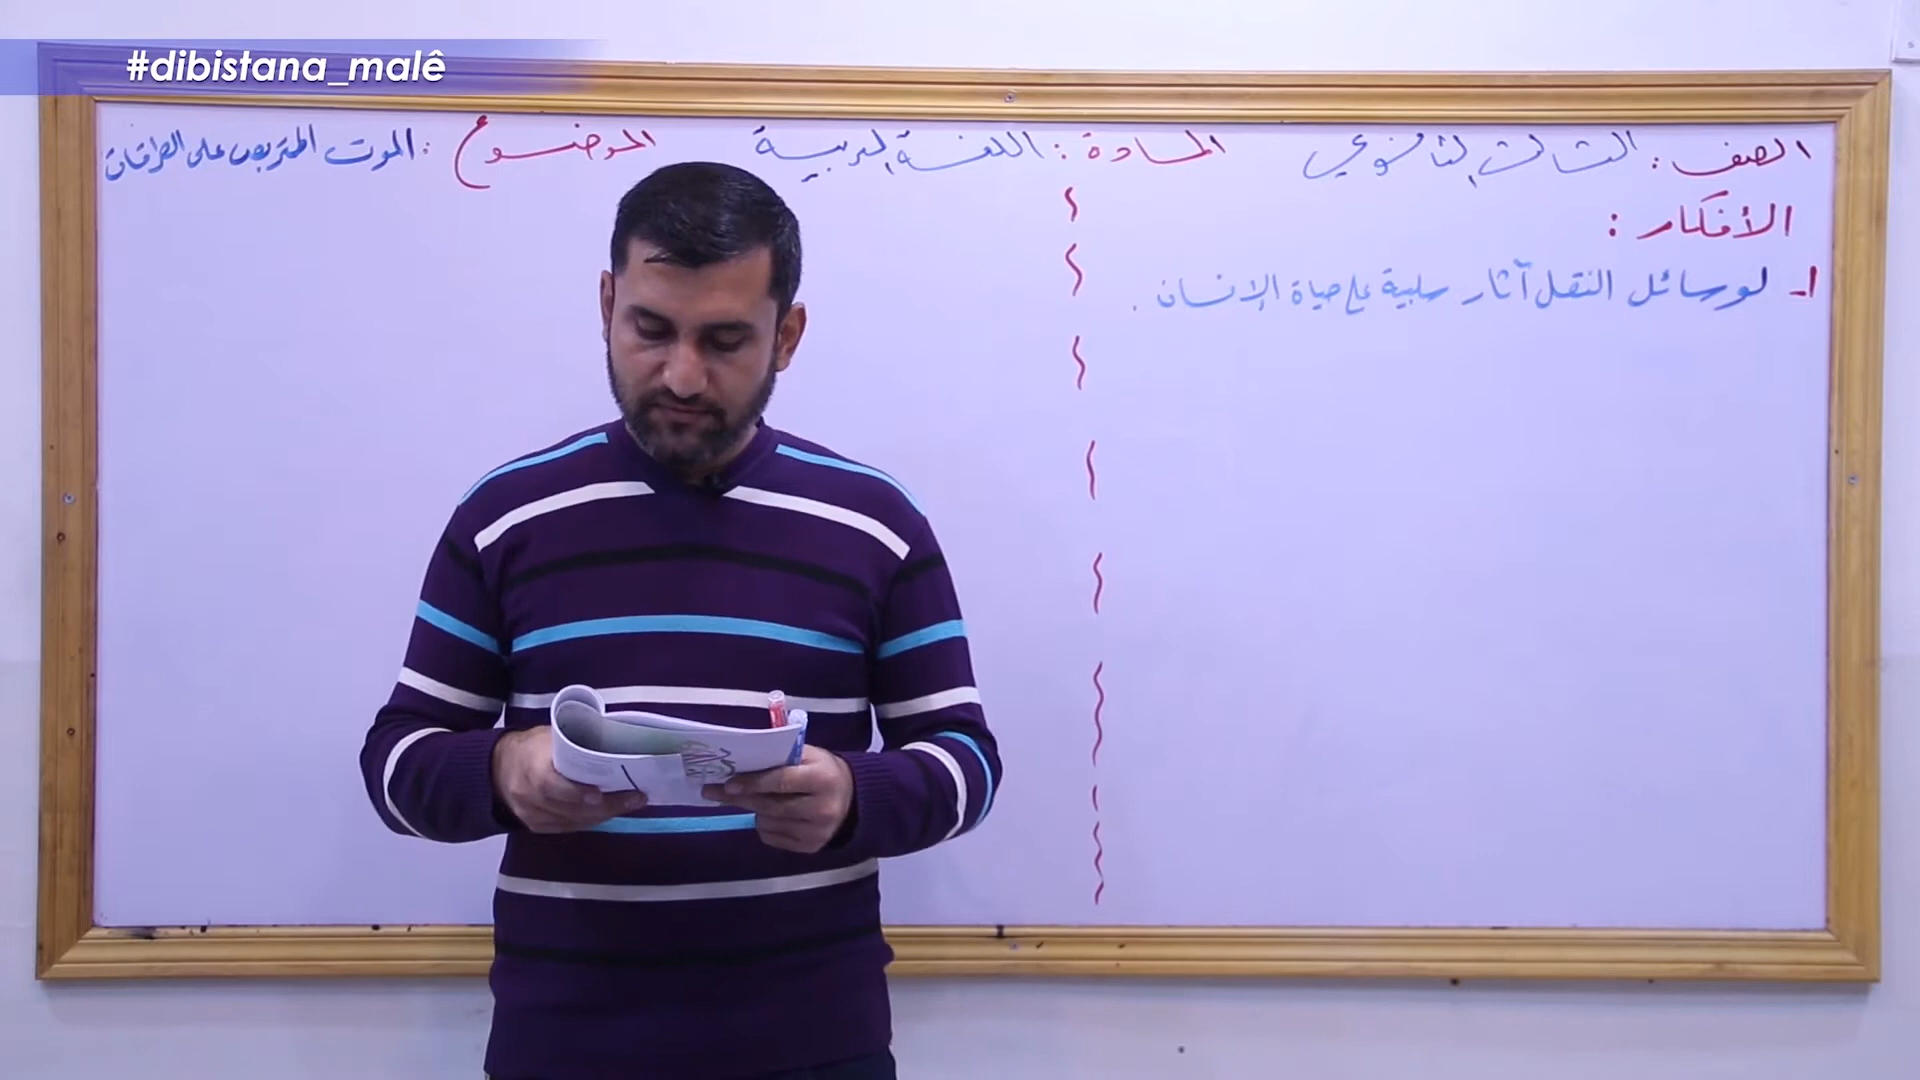 #dibistana_malê
الصف : الثالث الثانوي المادة : اللغة العربية الموضوع : الموت المتربص على الطرقات
الأفكار :
١- لوسائل النقل آثار سلبية على حياة الإنسان .